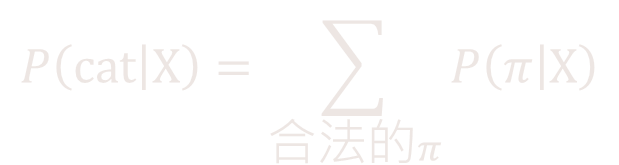 P(cat|X) = ∑ P(π|X)
合法的π